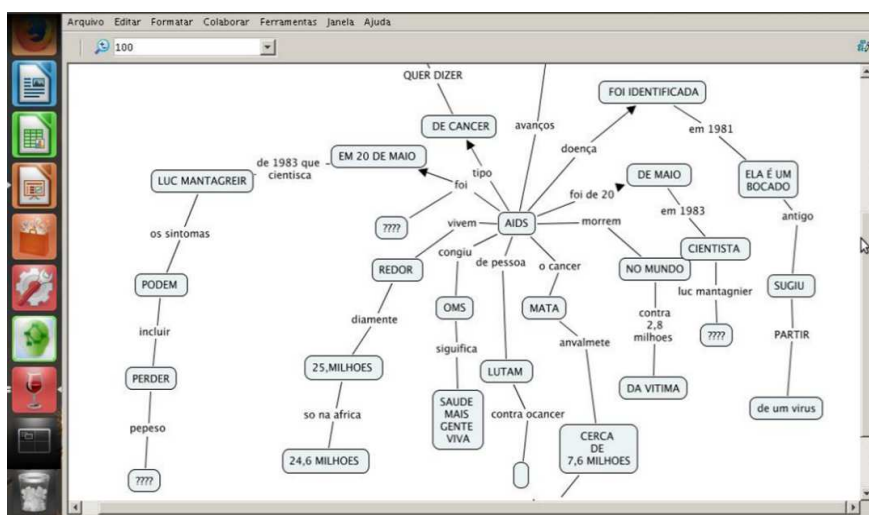 Arquivo Editar Formatar Colaborar Ferramentas Janela Ajuda
100
QUER DIZER
DE CANCER
avanços
doença
FOI IDENTIFICADA
em 1981
ELA É UM
BOCADO
antigo
SUGIU
PARTIR
de um virus
EM 20 DE MAIO
de 1983 que
cientisca
LUC MANTAGREIR
os sintomas
PODEM
incluir
PERDER
pepeso
????
tipo
foi
????
AIDS
foi de 20
DE MAIO
em 1983
CIENTISTA
luc mantagnier
????
vivem
REDOR
diamente
25,MILHOES
so na africa
24,6 MILHOES
congiu
OMS
siguifica
SAUDE
MAIS
GENTE
VIVA
de pessoa
LUTAM
contra ocancer
o cancer
MATA
anvalmete
CERCA
DE
7,6 MILHOES
morrem
NO MUNDO
contra
2,8
milhoes
DA VITIMA